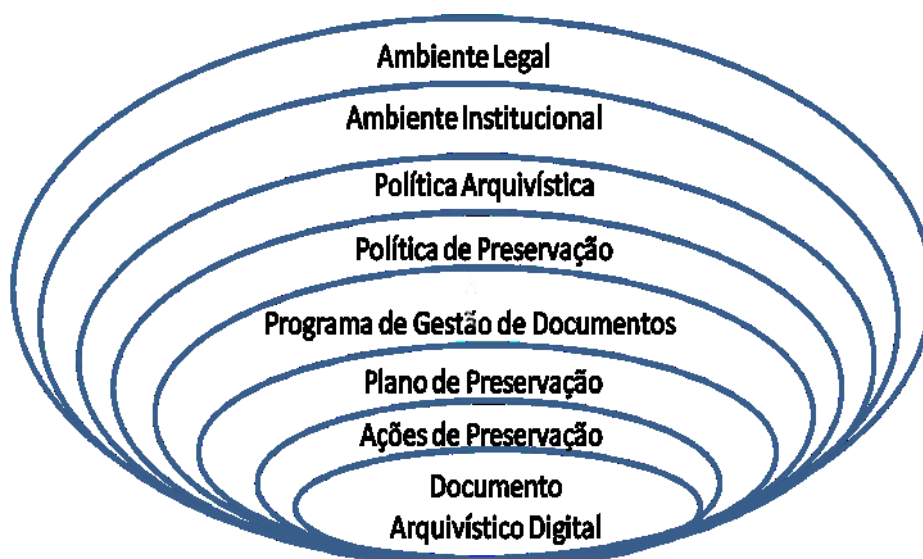 Ambiente Legal
Ambiente Institucional
Política Arquivística
Política de Preservação
Programa de Gestão de Documentos
Plano de Preservação
Ações de Preservação
Documento
Arquivístico Digital